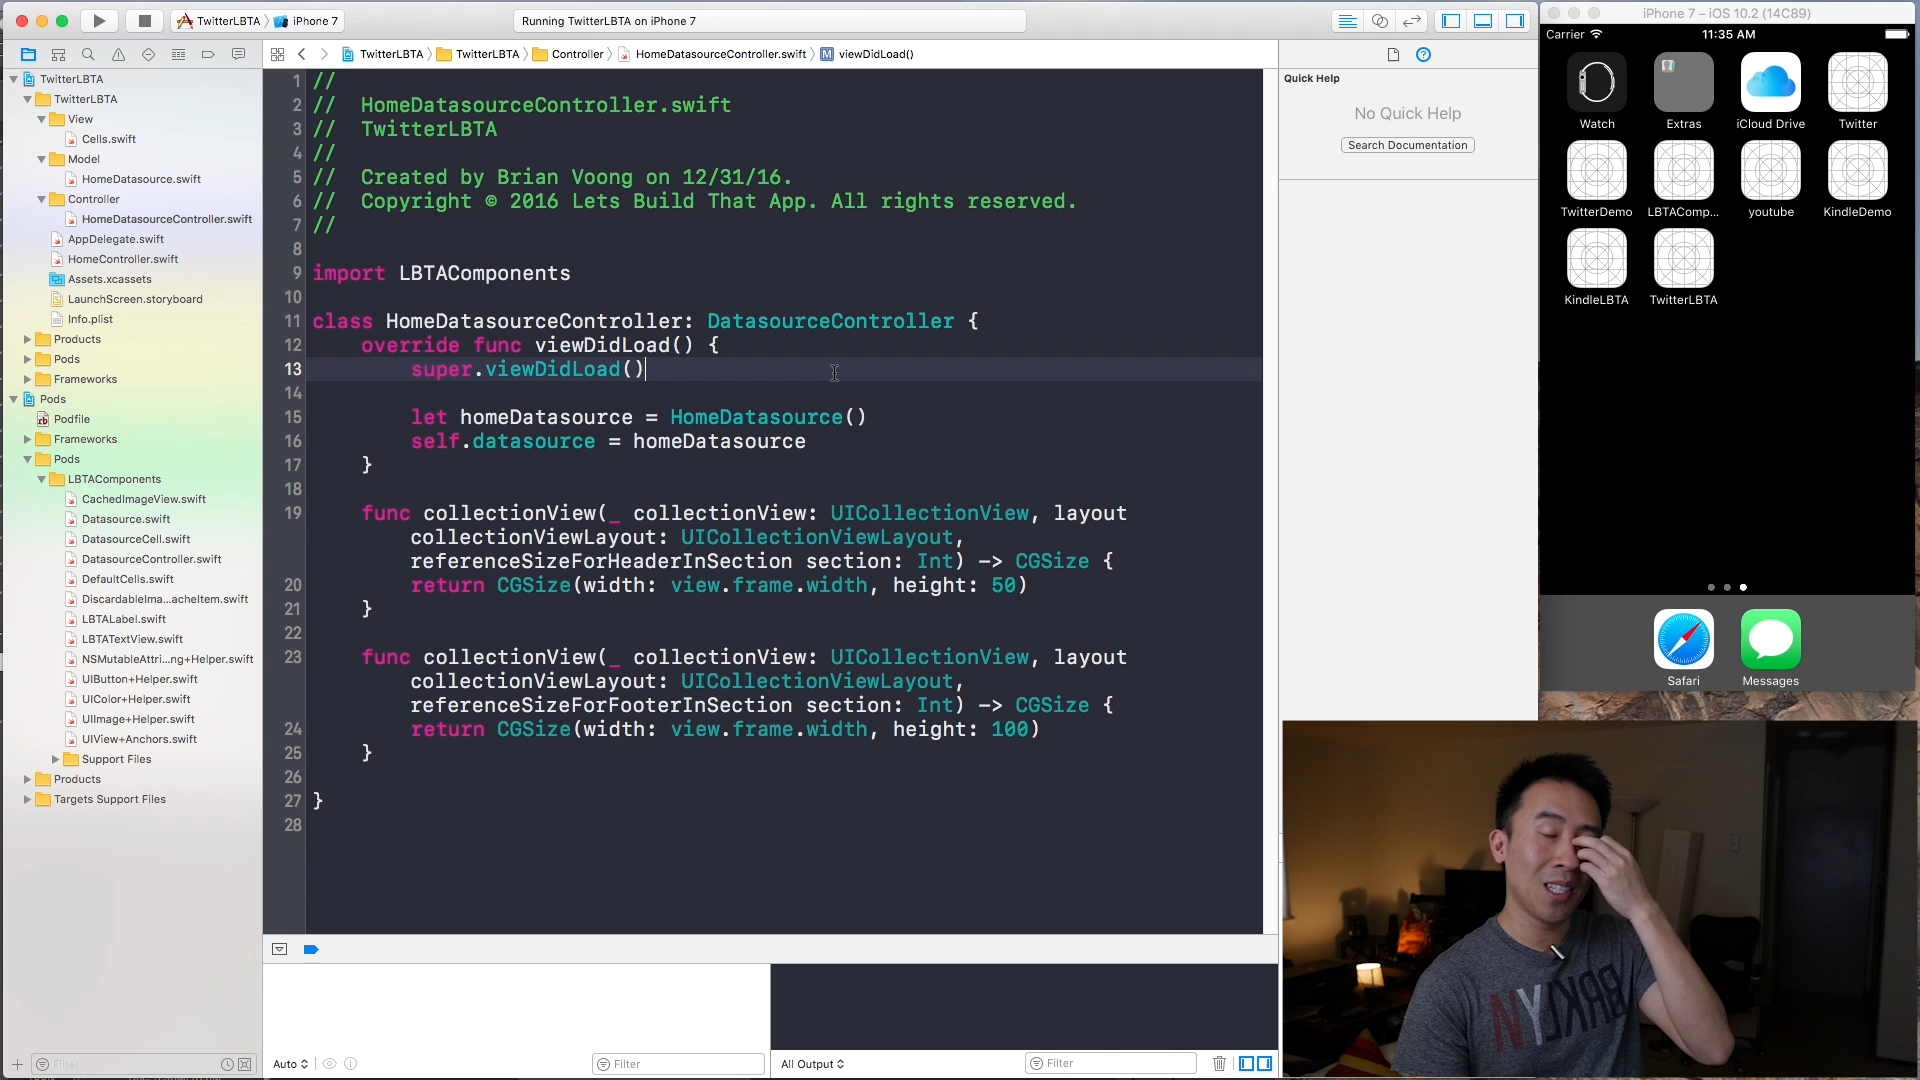 TwitterLBTA
iPhone 7
Running TwitterLBTA on iPhone 7
TwitterLBTA
TwitterLBTA
Controller
HomeDatasourceController.swift
M
viewDidLoad()
TwitterLBTA
TwitterLBTA
View
Cells.swift
Model
HomeDatasource.swift
Controller
HomeDatasourceController.swift
AppDelegate.swift
HomeController.swift
Assets.xcassets
LaunchScreen.storyboard
Info.plist
Products
Pods
Frameworks
Pods
Podfile
Frameworks
Pods
LBTAComponents
CachedImageView.swift
Datasource.swift
DatasourceCell.swift
DatasourceController.swift
DefaultCells.swift
DiscardableIma...acheItem.swift
LBTALabel.swift
LBTATextView.swift
NSMutableAttri...ng+Helper.swift
UIButton+Helper.swift
UIColor+Helper.swift
UIImage+Helper.swift
UIView+Anchors.swift
Support Files
Products
Targets Support Files
Filter
1 //
2 //  HomeDatasourceController.swift
3 //  TwitterLBTA
4 //
5 //  Created by Brian Voong on 12/31/16.
6 //  Copyright © 2016 Lets Build That App. All rights reserved.
7 //
8
9 import LBTAComponents
10
11 class HomeDatasourceController: DatasourceController {
12     override func viewDidLoad() {
13         super.viewDidLoad()
14
15         let homeDatasource = HomeDatasource()
16         self.datasource = homeDatasource
17     }
18
19     func collectionView(_ collectionView: UICollectionView, layout
collectionViewLayout: UICollectionViewLayout,
referenceSizeForHeaderInSection section: Int) -> CGSize {
20         return CGSize(width: view.frame.width, height: 50)
21     }
22
23     func collectionView(_ collectionView: UICollectionView, layout
collectionViewLayout: UICollectionViewLayout,
referenceSizeForFooterInSection section: Int) -> CGSize {
24         return CGSize(width: view.frame.width, height: 100)
25     }
26
27 }
28
Auto
Filter
All Output
Filter
Quick Help
No Quick Help
Search Documentation
iPhone 7 – iOS 10.2 (14C89)
Carrier
11:35 AM
Watch
Extras
iCloud Drive
Twitter
TwitterDemo
LBTAComp...
youtube
KindleDemo
KindleLBTA
TwitterLBTA
Safari
Messages